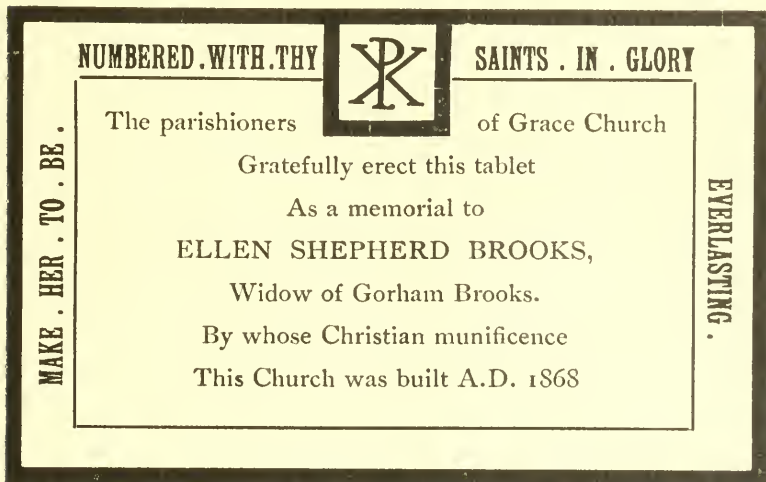 MAKE . HER . TO . BE .
NUMBERED . WITH . THY SAINTS . IN . GLORY
EVERLASTING .
The parishioners of Grace Church
Gratefully erect this tablet
As a memorial to
ELLEN SHEPHERD BROOKS,
Widow of Gorham Brooks.
By whose Christian munificence
This Church was built A.D. 1868